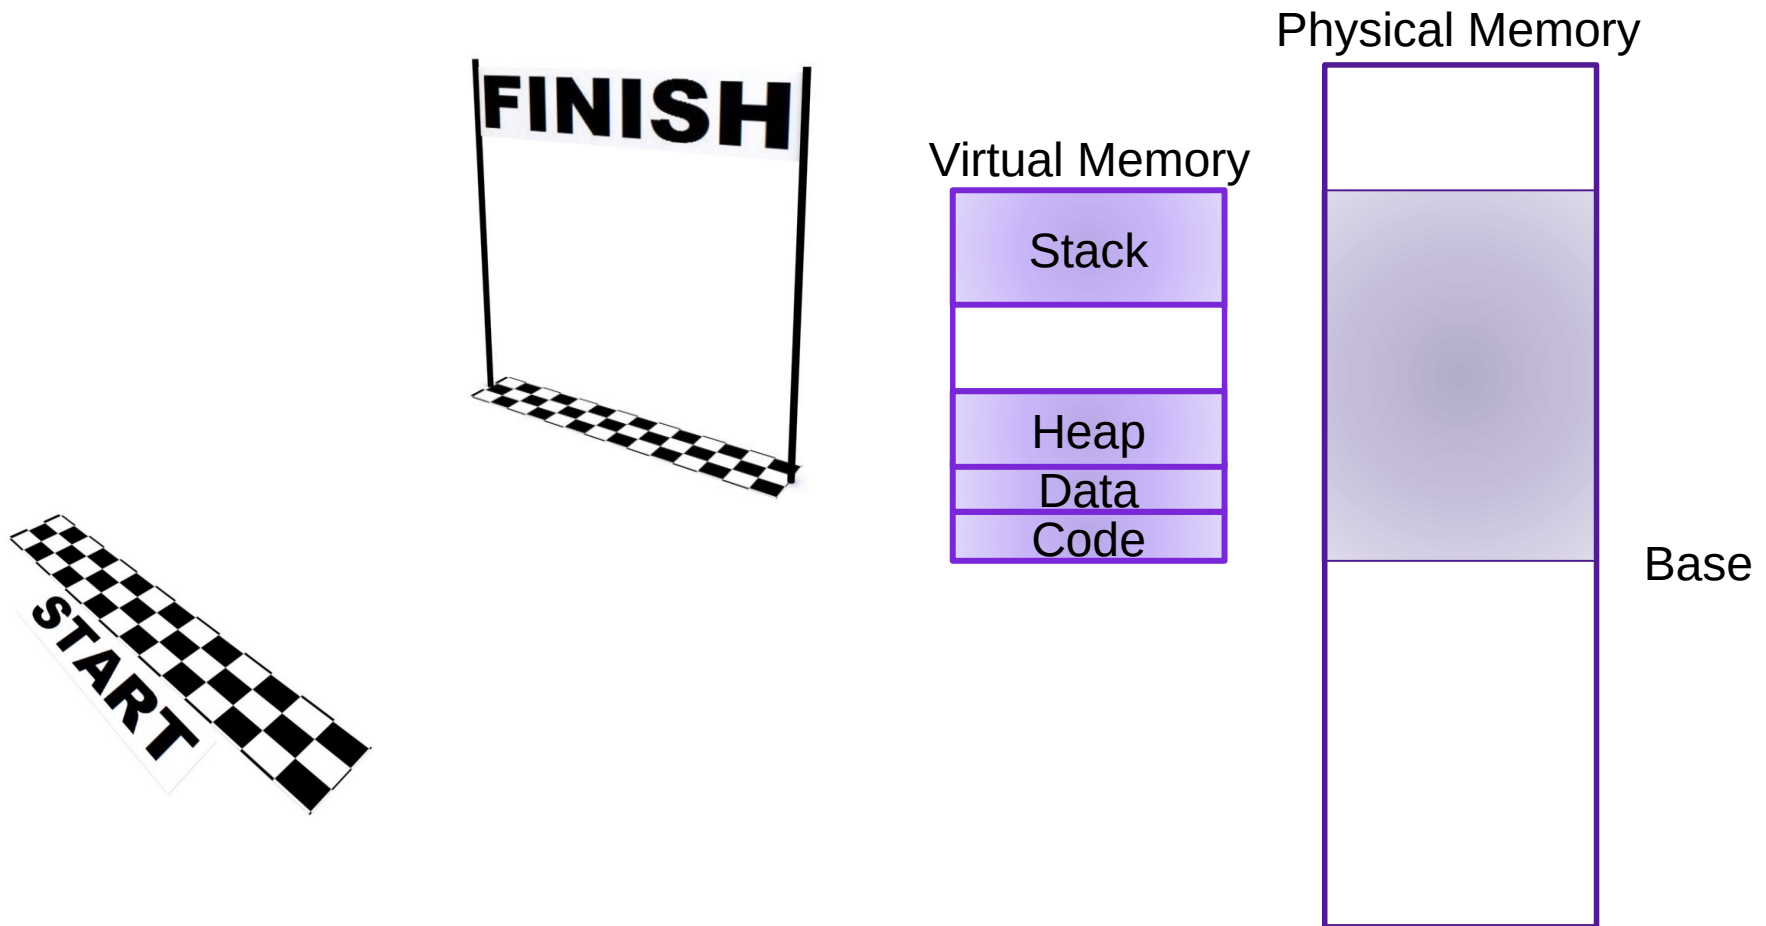 Physical Memory
FINISH
Virtual Memory
Stack
Heap
Data
Code
Base
START